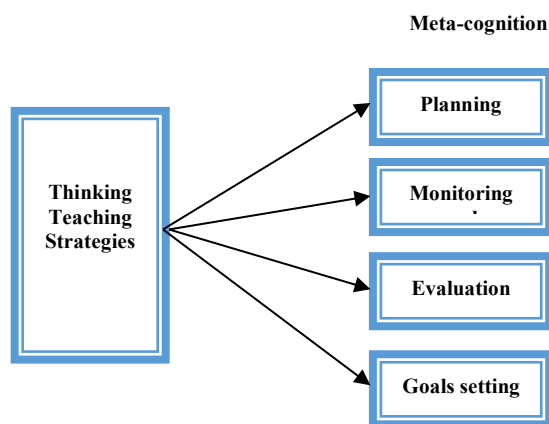 Meta-cognition
Planning
Thinking
Teaching
Strategies
Monitoring
Evaluation
Goals setting